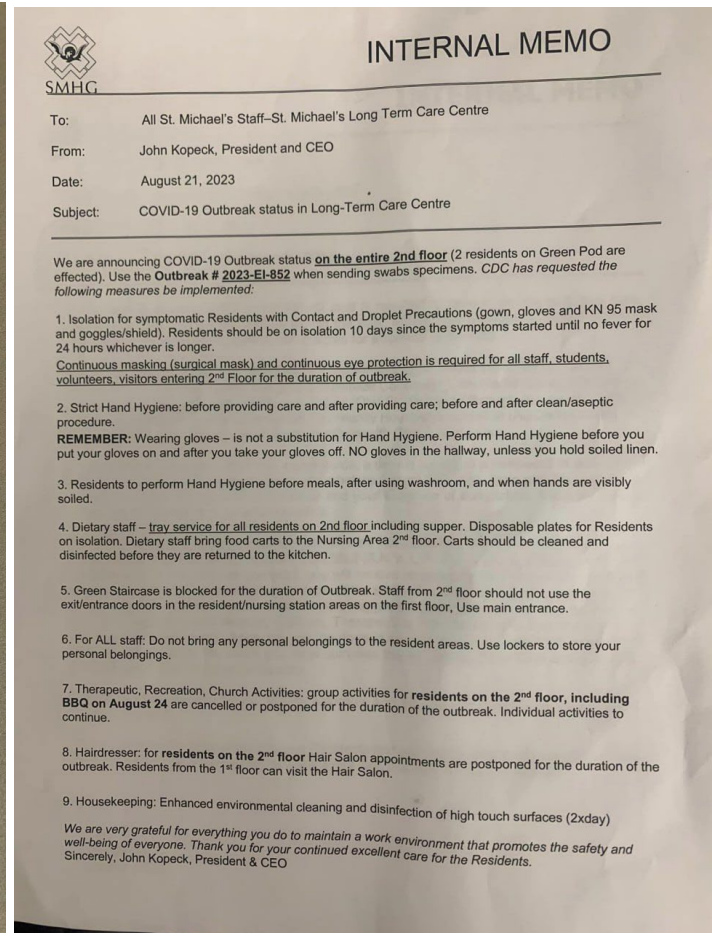 INTERNAL MEMO
SMHG
To: All St. Michael's Staff–St. Michael's Long Term Care Centre
From: John Kopeck, President and CEO
Date: August 21, 2023
Subject: COVID-19 Outbreak status in Long-Term Care Centre
We are announcing COVID-19 Outbreak status on the entire 2nd floor (2 residents on Green Pod are
effected). Use the Outbreak # 2023-EI-852 when sending swabs specimens. CDC has requested the
following measures be implemented:
1. Isolation for symptomatic Residents with Contact and Droplet Precautions (gown, gloves and KN 95 mask
and goggles/shield). Residents should be on isolation 10 days since the symptoms started until no fever for
24 hours whichever is longer.
Continuous masking (surgical mask) and continuous eye protection is required for all staff, students,
volunteers, visitors entering 2nd Floor for the duration of outbreak.
2. Strict Hand Hygiene: before providing care and after providing care; before and after clean/aseptic
procedure.
REMEMBER: Wearing gloves – is not a substitution for Hand Hygiene. Perform Hand Hygiene before you
put your gloves on and after you take your gloves off. NO gloves in the hallway, unless you hold soiled linen.
3. Residents to perform Hand Hygiene before meals, after using washroom, and when hands are visibly
soiled.
4. Dietary staff – tray service for all residents on 2nd floor including supper. Disposable plates for Residents
on isolation. Dietary staff bring food carts to the Nursing Area 2nd floor. Carts should be cleaned and
disinfected before they are returned to the kitchen.
5. Green Staircase is blocked for the duration of Outbreak. Staff from 2nd floor should not use the
exit/entrance doors in the resident/nursing station areas on the first floor, Use main entrance.
6. For ALL staff: Do not bring any personal belongings to the resident areas. Use lockers to store your
personal belongings.
7. Therapeutic, Recreation, Church Activities: group activities for residents on the 2nd floor, including
BBQ on August 24 are cancelled or postponed for the duration of the outbreak. Individual activities to
continue.
8. Hairdresser: for residents on the 2nd floor Hair Salon appointments are postponed for the duration of the
outbreak. Residents from the 1st floor can visit the Hair Salon.
9. Housekeeping: Enhanced environmental cleaning and disinfection of high touch surfaces (2xday)
We are very grateful for everything you do to maintain a work environment that promotes the safety and
well-being of everyone. Thank you for your continued excellent care for the Residents.
Sincerely, John Kopeck, President & CEO